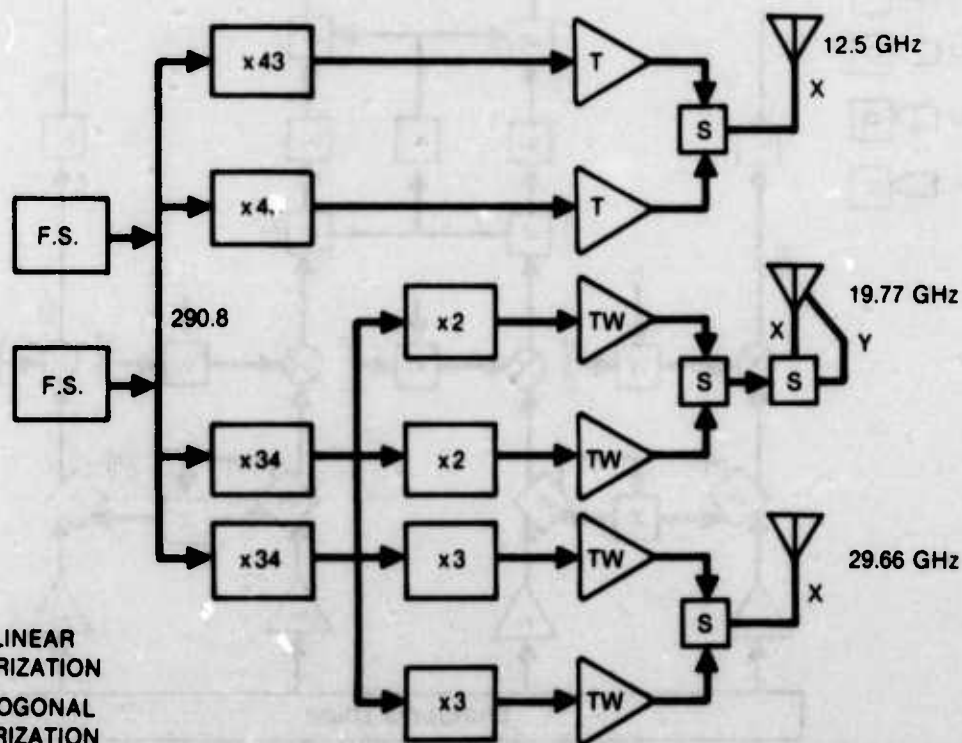 x43
T
12.5 GHz
X
S
x4.
T
F.S.
290.8
F.S.
x2
TW
19.77 GHz
X
Y
S
S
x34
x2
TW
x34
x3
TW
29.66 GHz
X
S
x3
TW
LINEAR
RIZATION
OGONAL
RIZATION